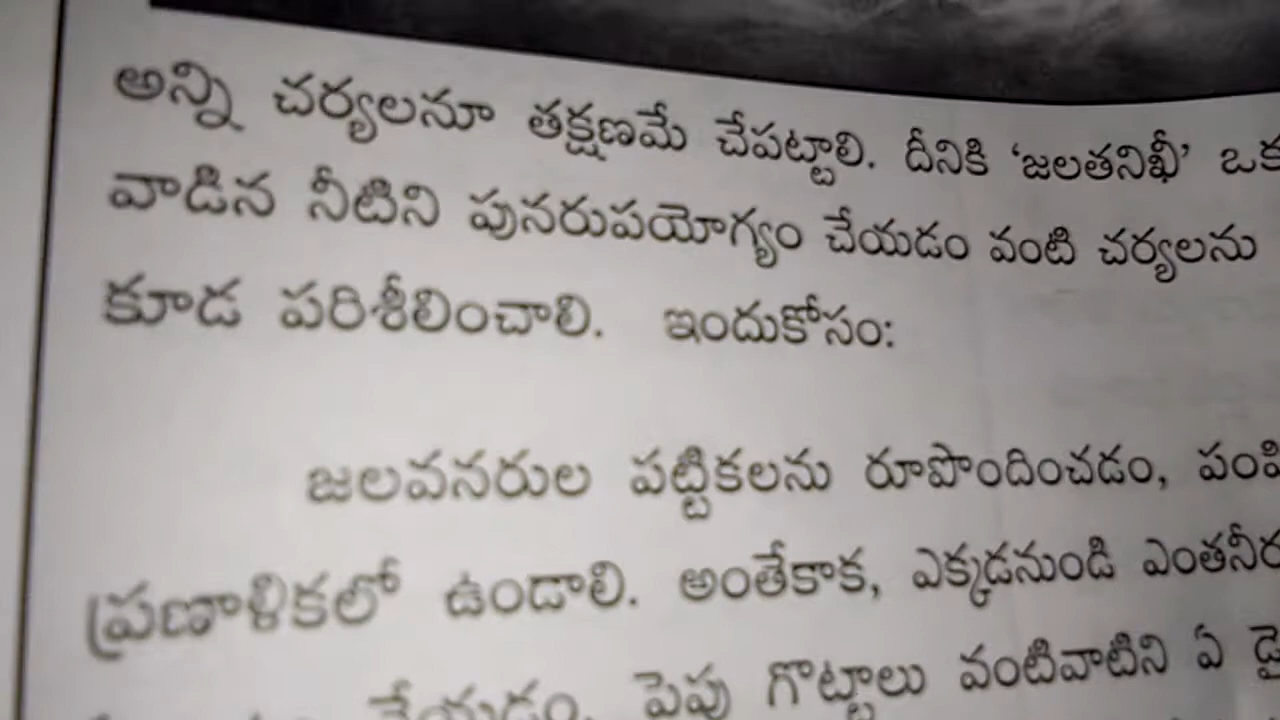 అన్ని చర్యలనూ తక్షణమే చేపట్టాలి. దీనికి ‘జలతనిఖీ’ ఒక
వాడిన నీటిని పునరుపయోగ్యం చేయడం వంటి చర్యలను
కూడ పరిశీలించాలి. ఇందుకోసం:
జలవనరుల పట్టికలను రూపొందించడం,
ప్రణాళికలో ఉండాలి. అంతేకాక, ఎక్కడనుండి
చేయడం, పైపు గొట్టాలు వంటివాటిని ఏ